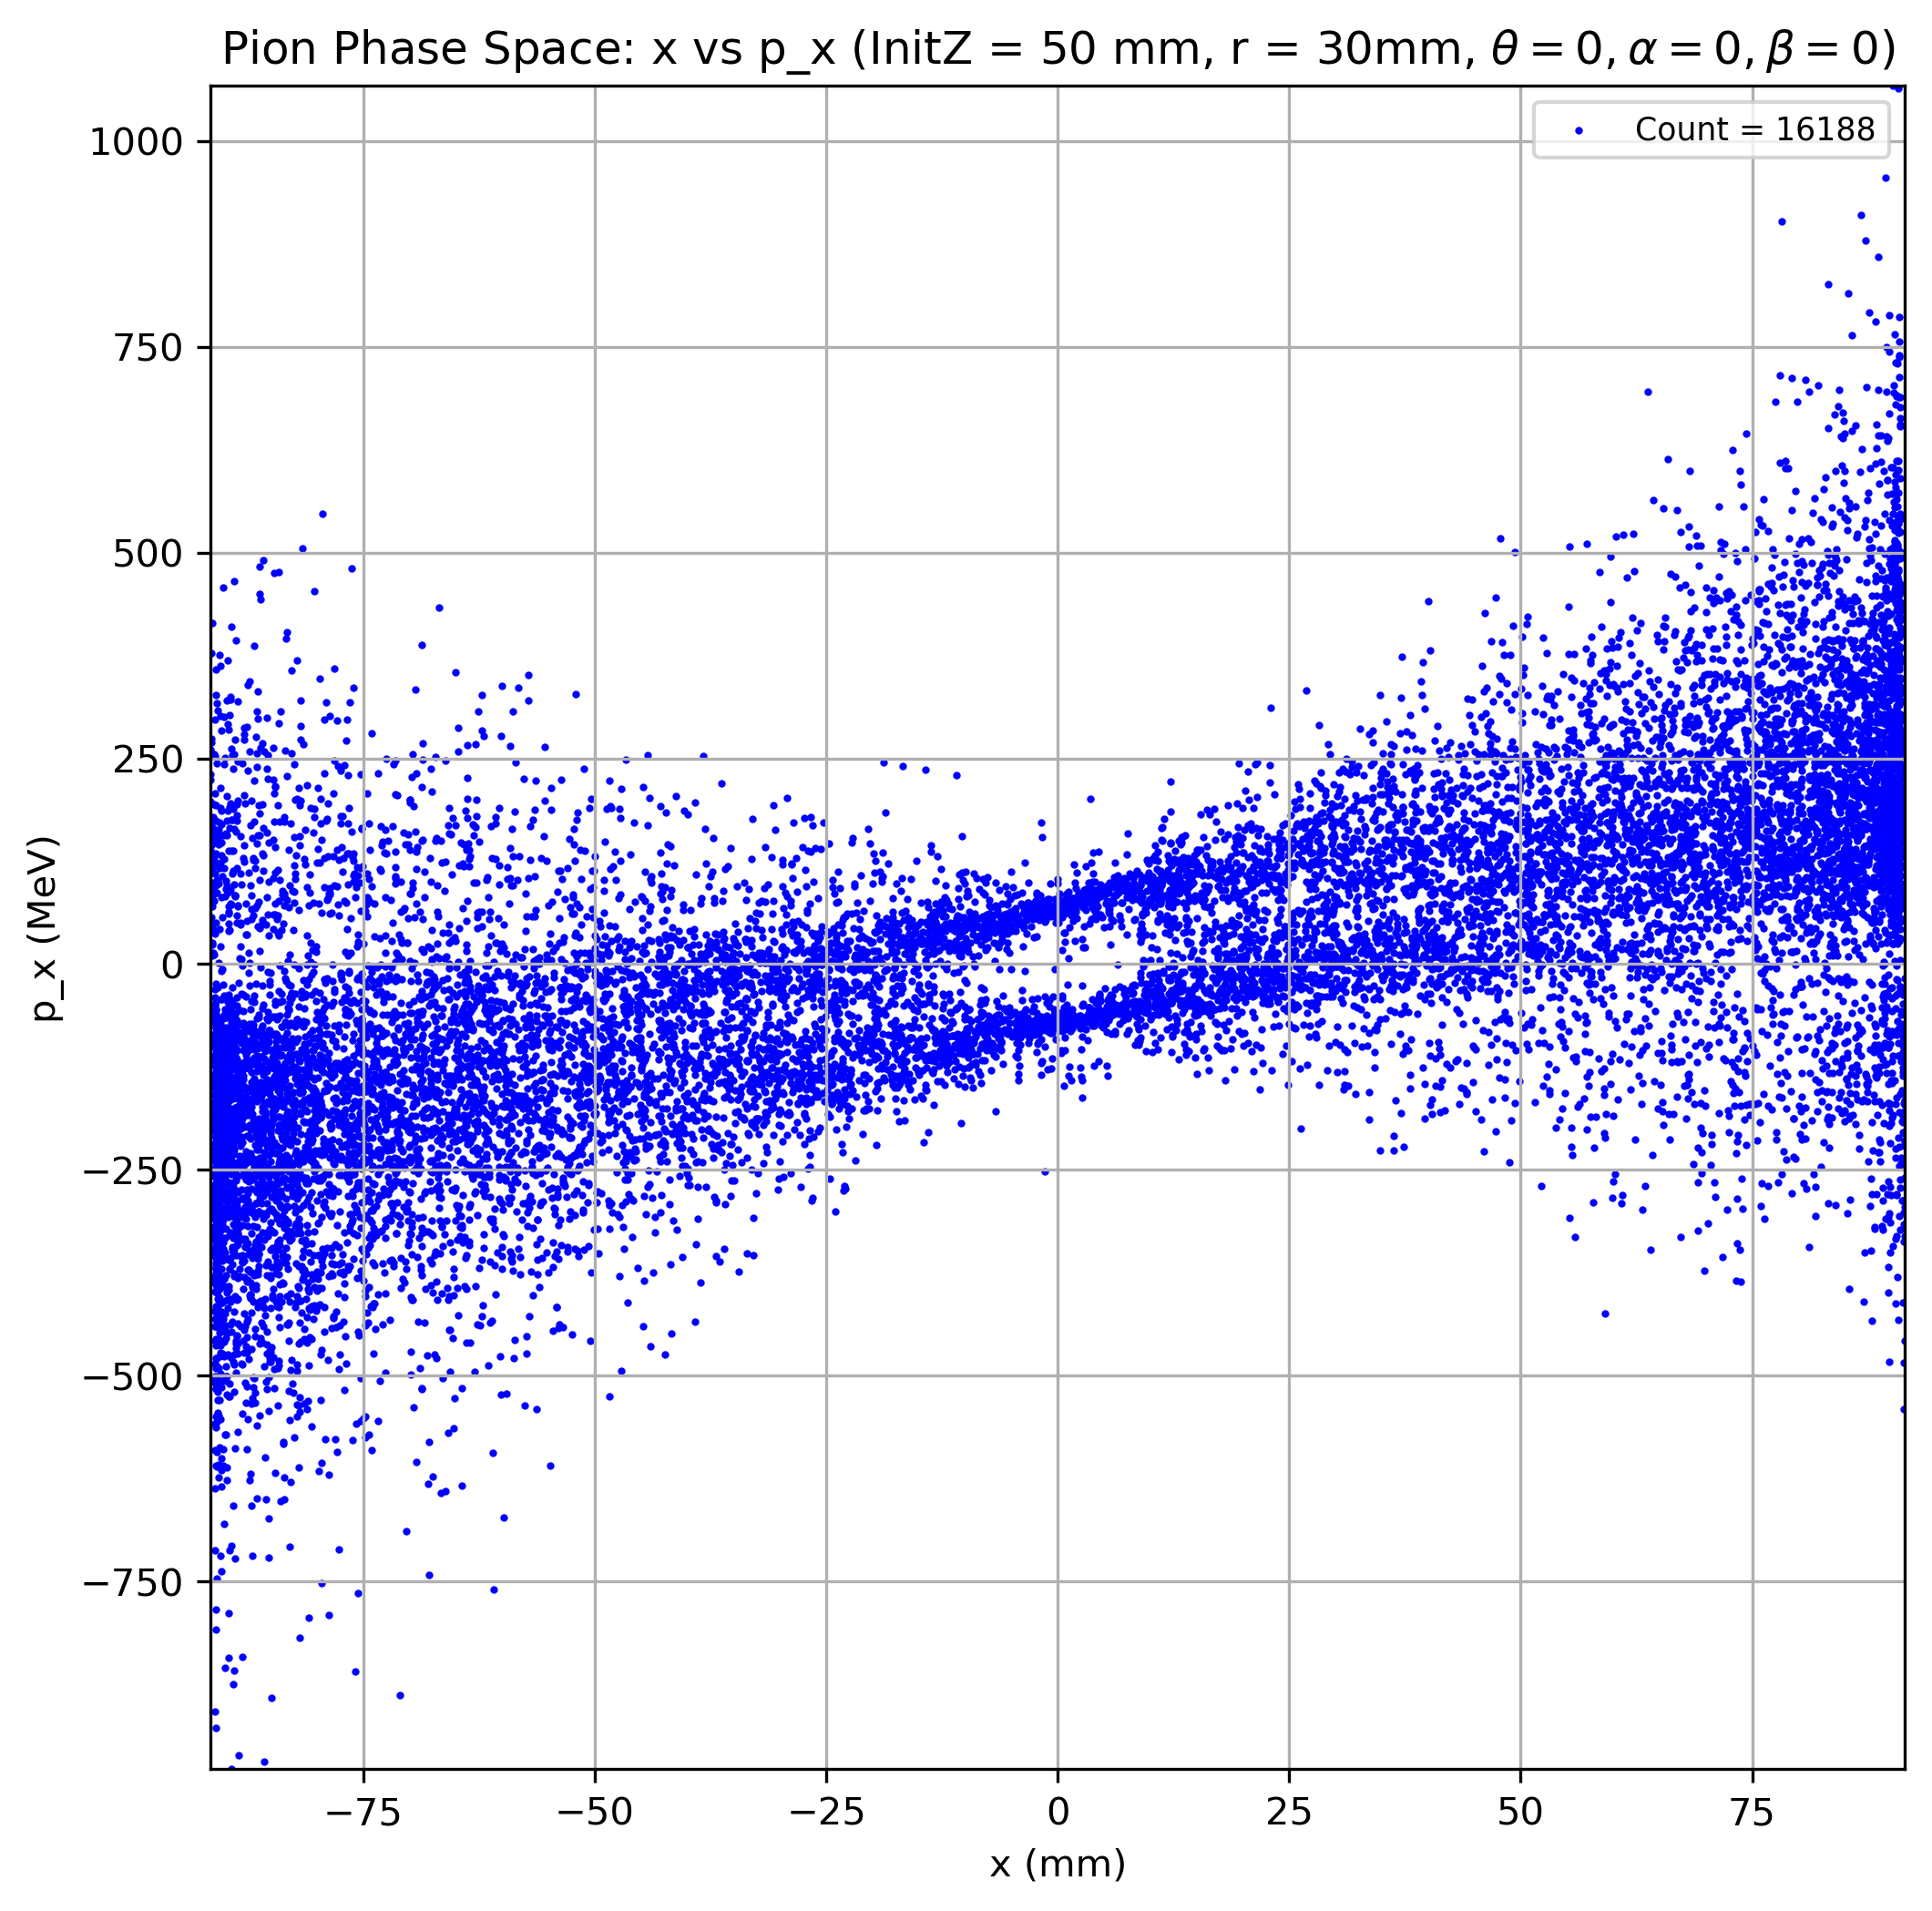 Pion Phase Space: x vs p_x (InitZ = 50 mm, r = 30mm, θ = 0, α = 0, β = 0)
Count = 16188
1000
750
500
250
0
−250
−500
−750
p_x (MeV)
−75 −50 −25 0 25 50 75
x (mm)